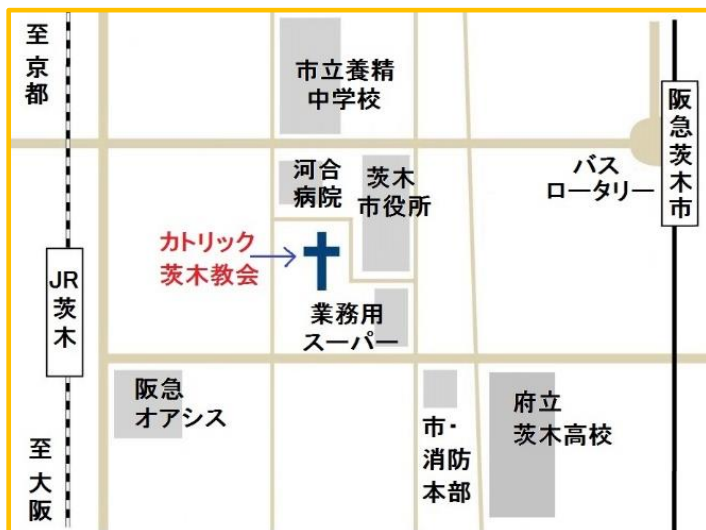 至京都
市立養精
中学校
阪急茨木市
バス
ロータリー
河合
病院
茨木
市役所
カトリック
茨木教会
JR茨木
業務用
スーパー
阪急
オアシス
市・
消防
本部
府立
茨木高校
至大阪